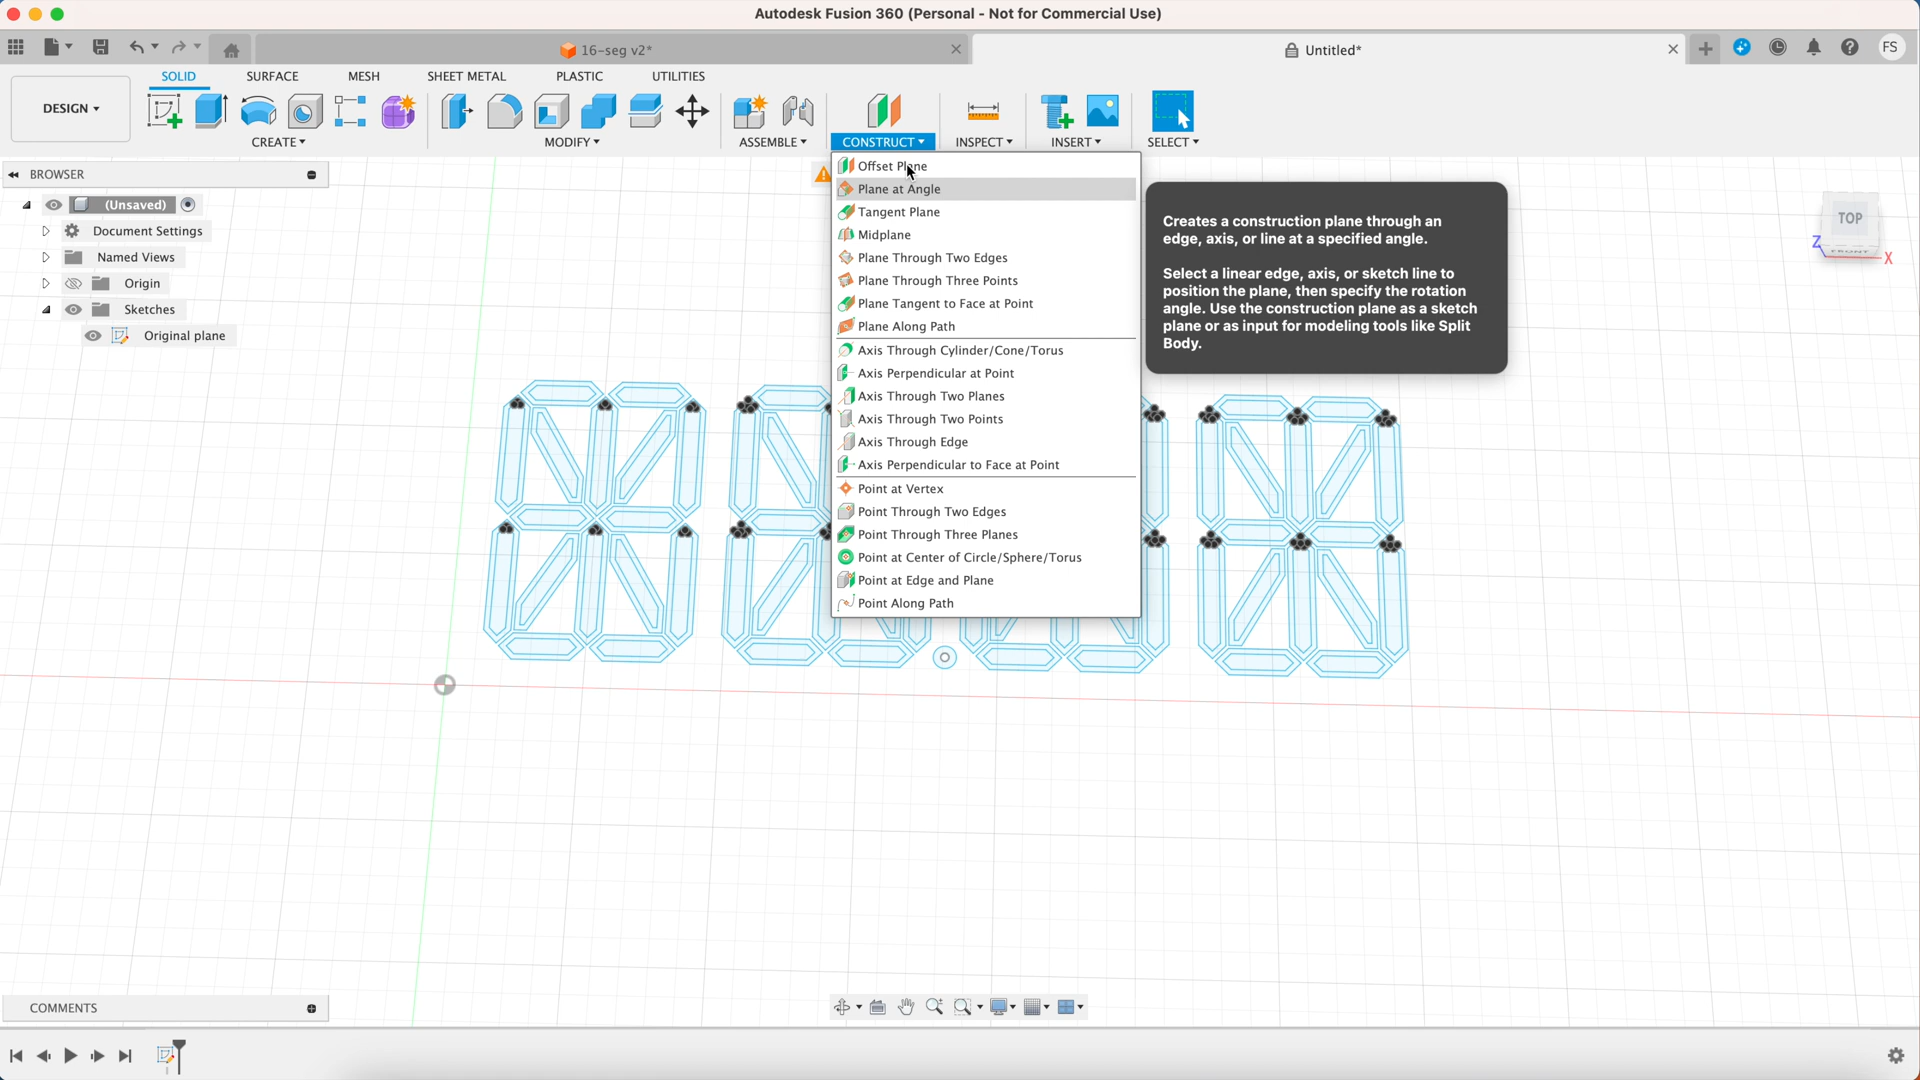 Autodesk Fusion 360 (Personal - Not for Commercial Use)
16-seg v2*
Untitled*
FS
DESIGN
SOLID
SURFACE
MESH
SHEET METAL
PLASTIC
UTILITIES
CREATE
MODIFY
ASSEMBLE
CONSTRUCT
INSPECT
INSERT
SELECT
BROWSER
(Unsaved)
Document Settings
Named Views
Origin
Sketches
Original plane
Offset Plane
Plane at Angle
Tangent Plane
Midplane
Plane Through Two Edges
Plane Through Three Points
Plane Tangent to Face at Point
Plane Along Path
Axis Through Cylinder/Cone/Torus
Axis Perpendicular at Point
Axis Through Two Planes
Axis Through Two Points
Axis Through Edge
Axis Perpendicular to Face at Point
Point at Vertex
Point Through Two Edges
Point Through Three Planes
Point at Center of Circle/Sphere/Torus
Point at Edge and Plane
Point Along Path
Creates a construction plane through an
edge, axis, or line at a specified angle.
Select a linear edge, axis, or sketch line to
position the plane, then specify the rotation
angle. Use the construction plane as a sketch
plane or as input for modeling tools like Split
Body.
TOP
Z
FRONT
X
COMMENTS